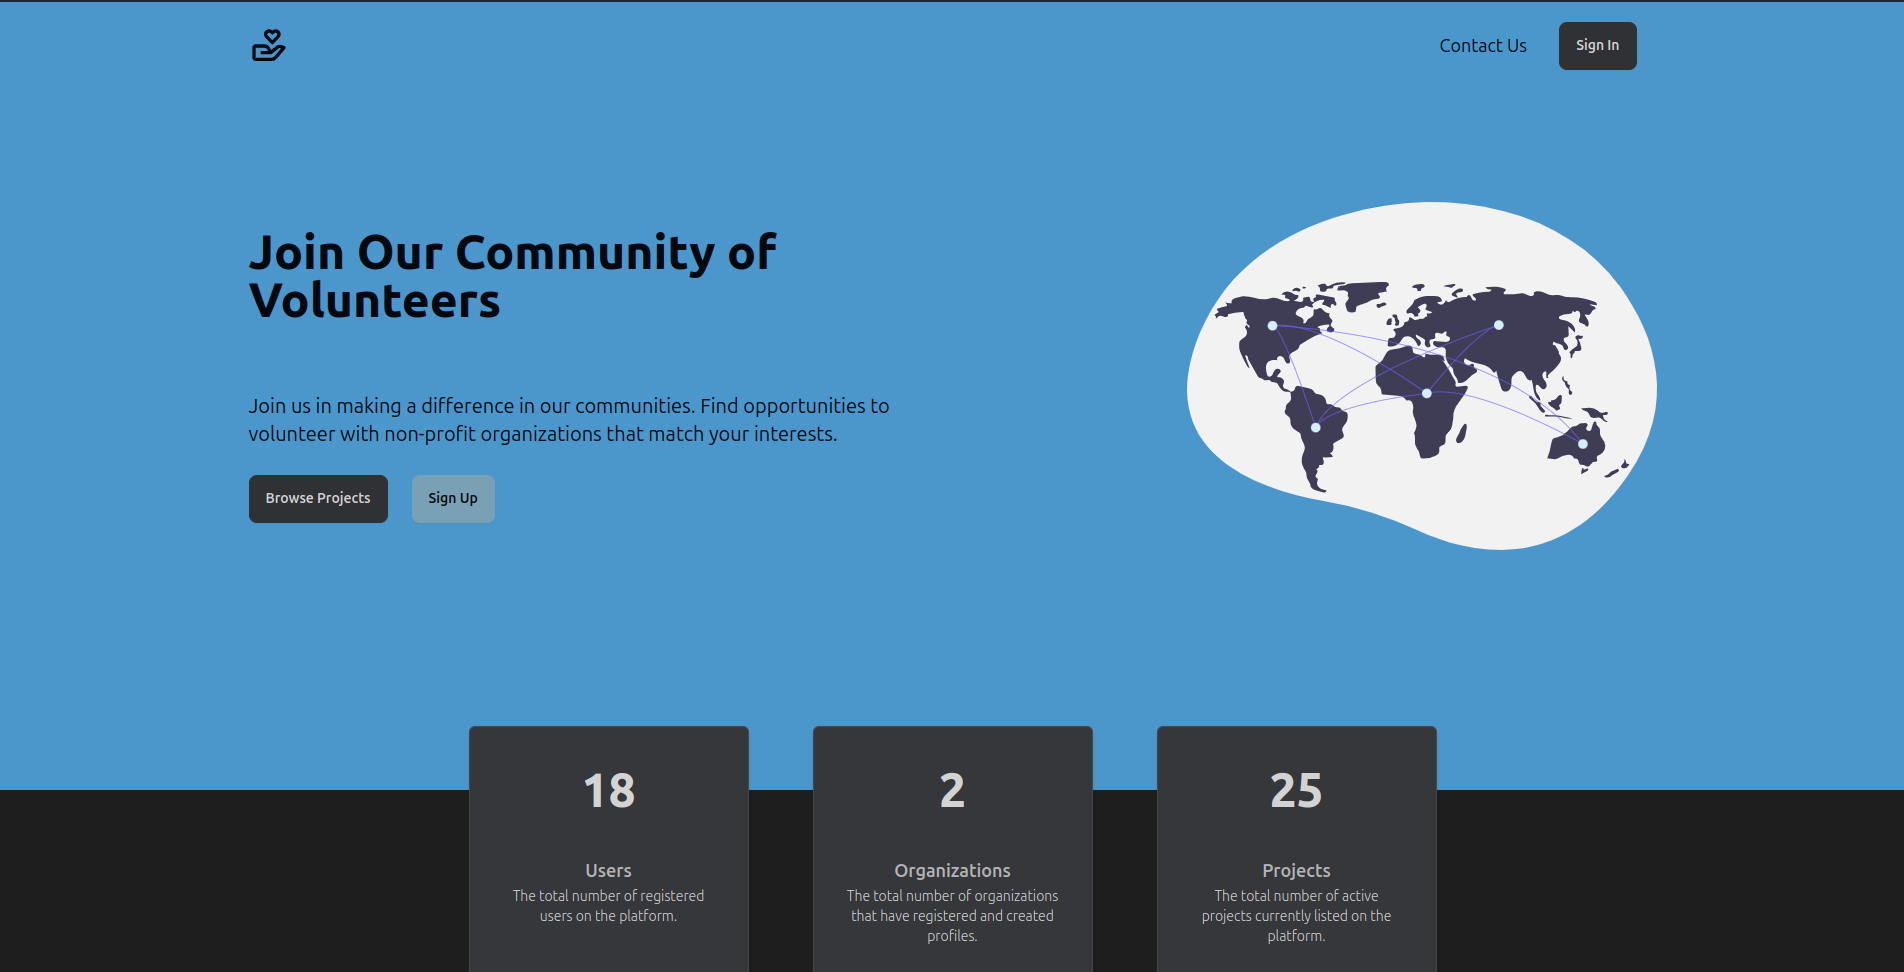 Contact Us
Sign In
Join Our Community of
Volunteers
Join us in making a difference in our communities. Find opportunities to
volunteer with non-profit organizations that match your interests.
Browse Projects
Sign Up
18
Users
The total number of registered
users on the platform.
2
Organizations
The total number of organizations
that have registered and created
profiles.
25
Projects
The total number of active
projects currently listed on the
platform.